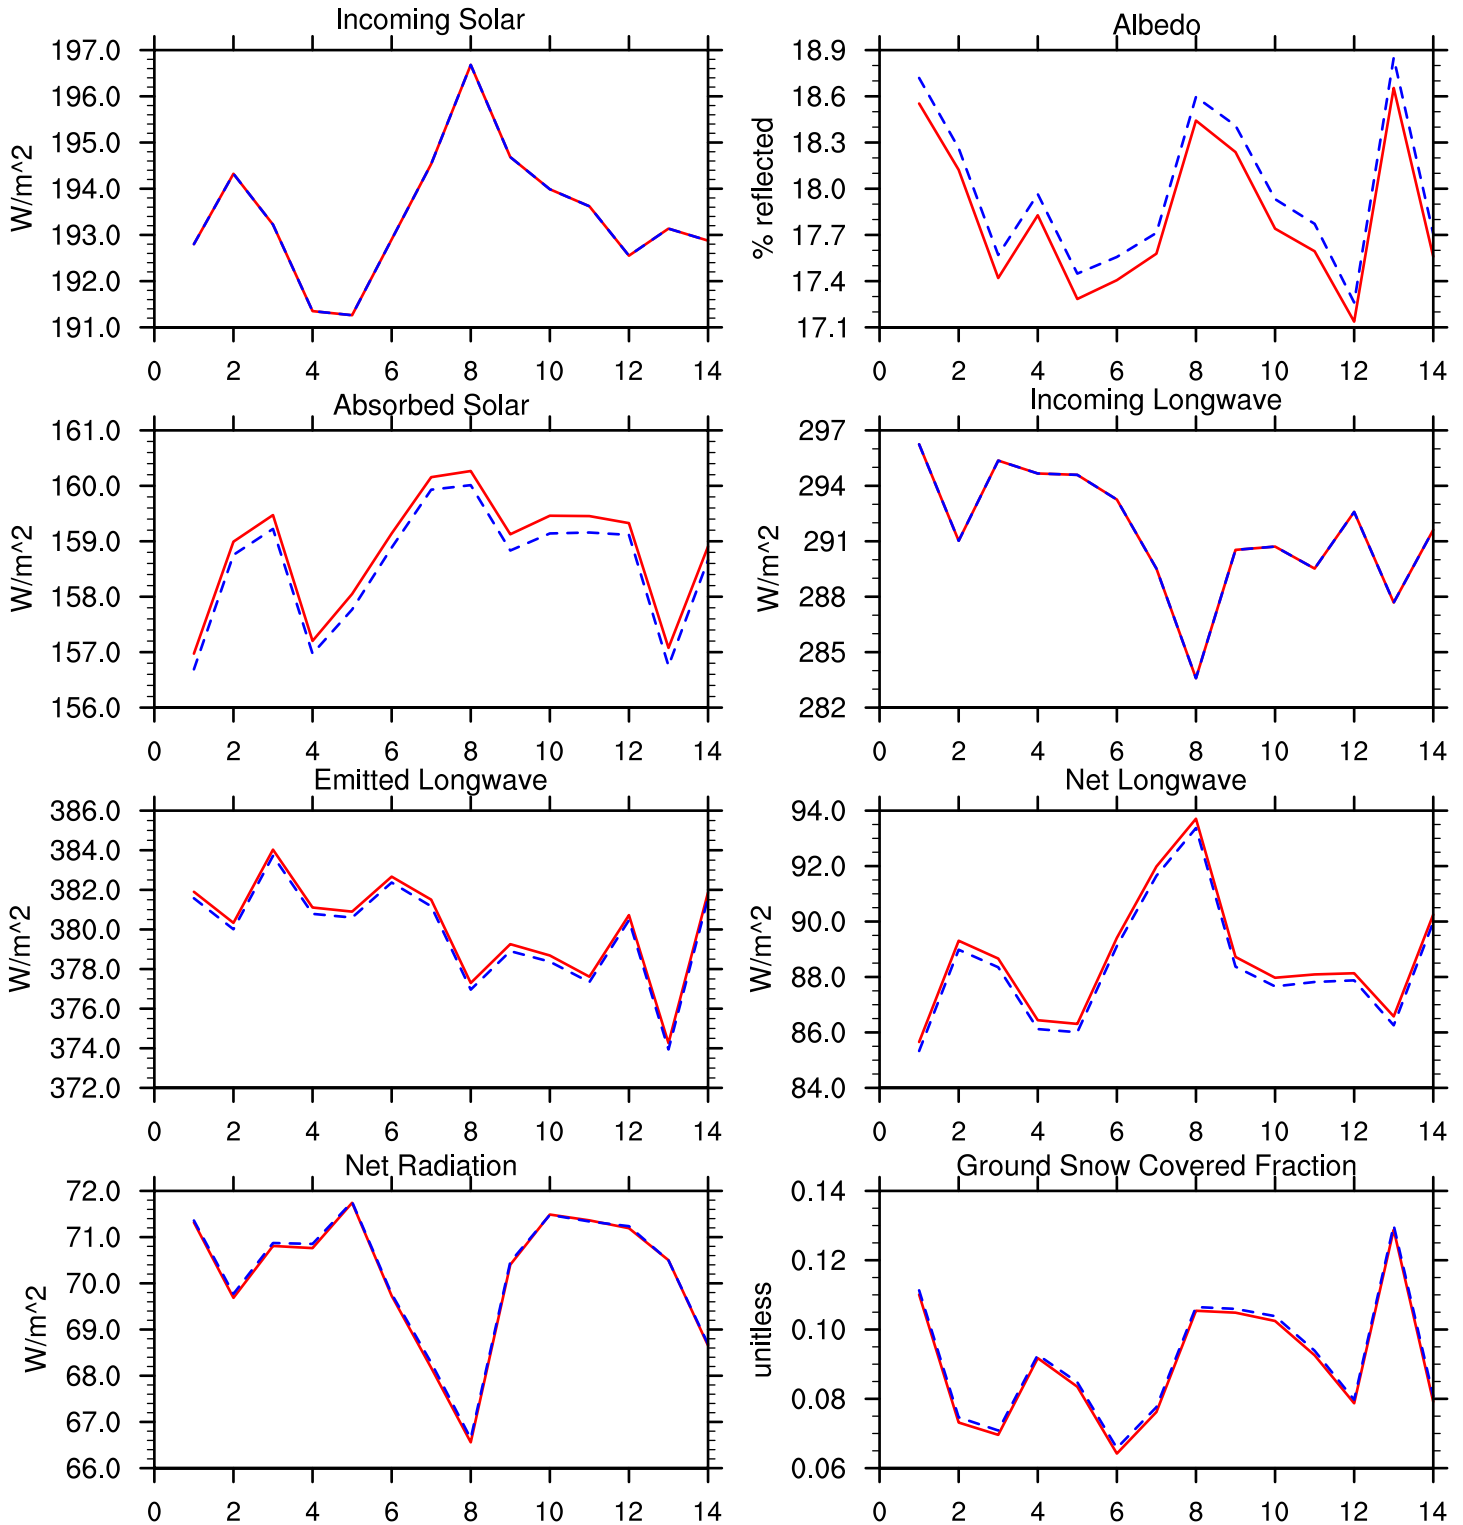 Incoming Solar
W/m^2
197.0
196.0
195.0
194.0
193.0
192.0
191.0
0 2 4 6 8 10 12 14
Albedo
% reflected
18.9
18.6
18.3
18.0
17.7
17.4
17.1
0 2 4 6 8 10 12 14
Absorbed Solar
W/m^2
161.0
160.0
159.0
158.0
157.0
156.0
0 2 4 6 8 10 12 14
Incoming Longwave
W/m^2
297
294
291
288
285
282
0 2 4 6 8 10 12 14
Emitted Longwave
W/m^2
386.0
384.0
382.0
380.0
378.0
376.0
374.0
372.0
0 2 4 6 8 10 12 14
Net Longwave
W/m^2
94.0
92.0
90.0
88.0
86.0
84.0
0 2 4 6 8 10 12 14
Net Radiation
W/m^2
72.0
71.0
70.0
69.0
68.0
67.0
66.0
0 2 4 6 8 10 12 14
Ground Snow Covered Fraction
unitless
0.14
0.12
0.10
0.08
0.06
0 2 4 6 8 10 12 14